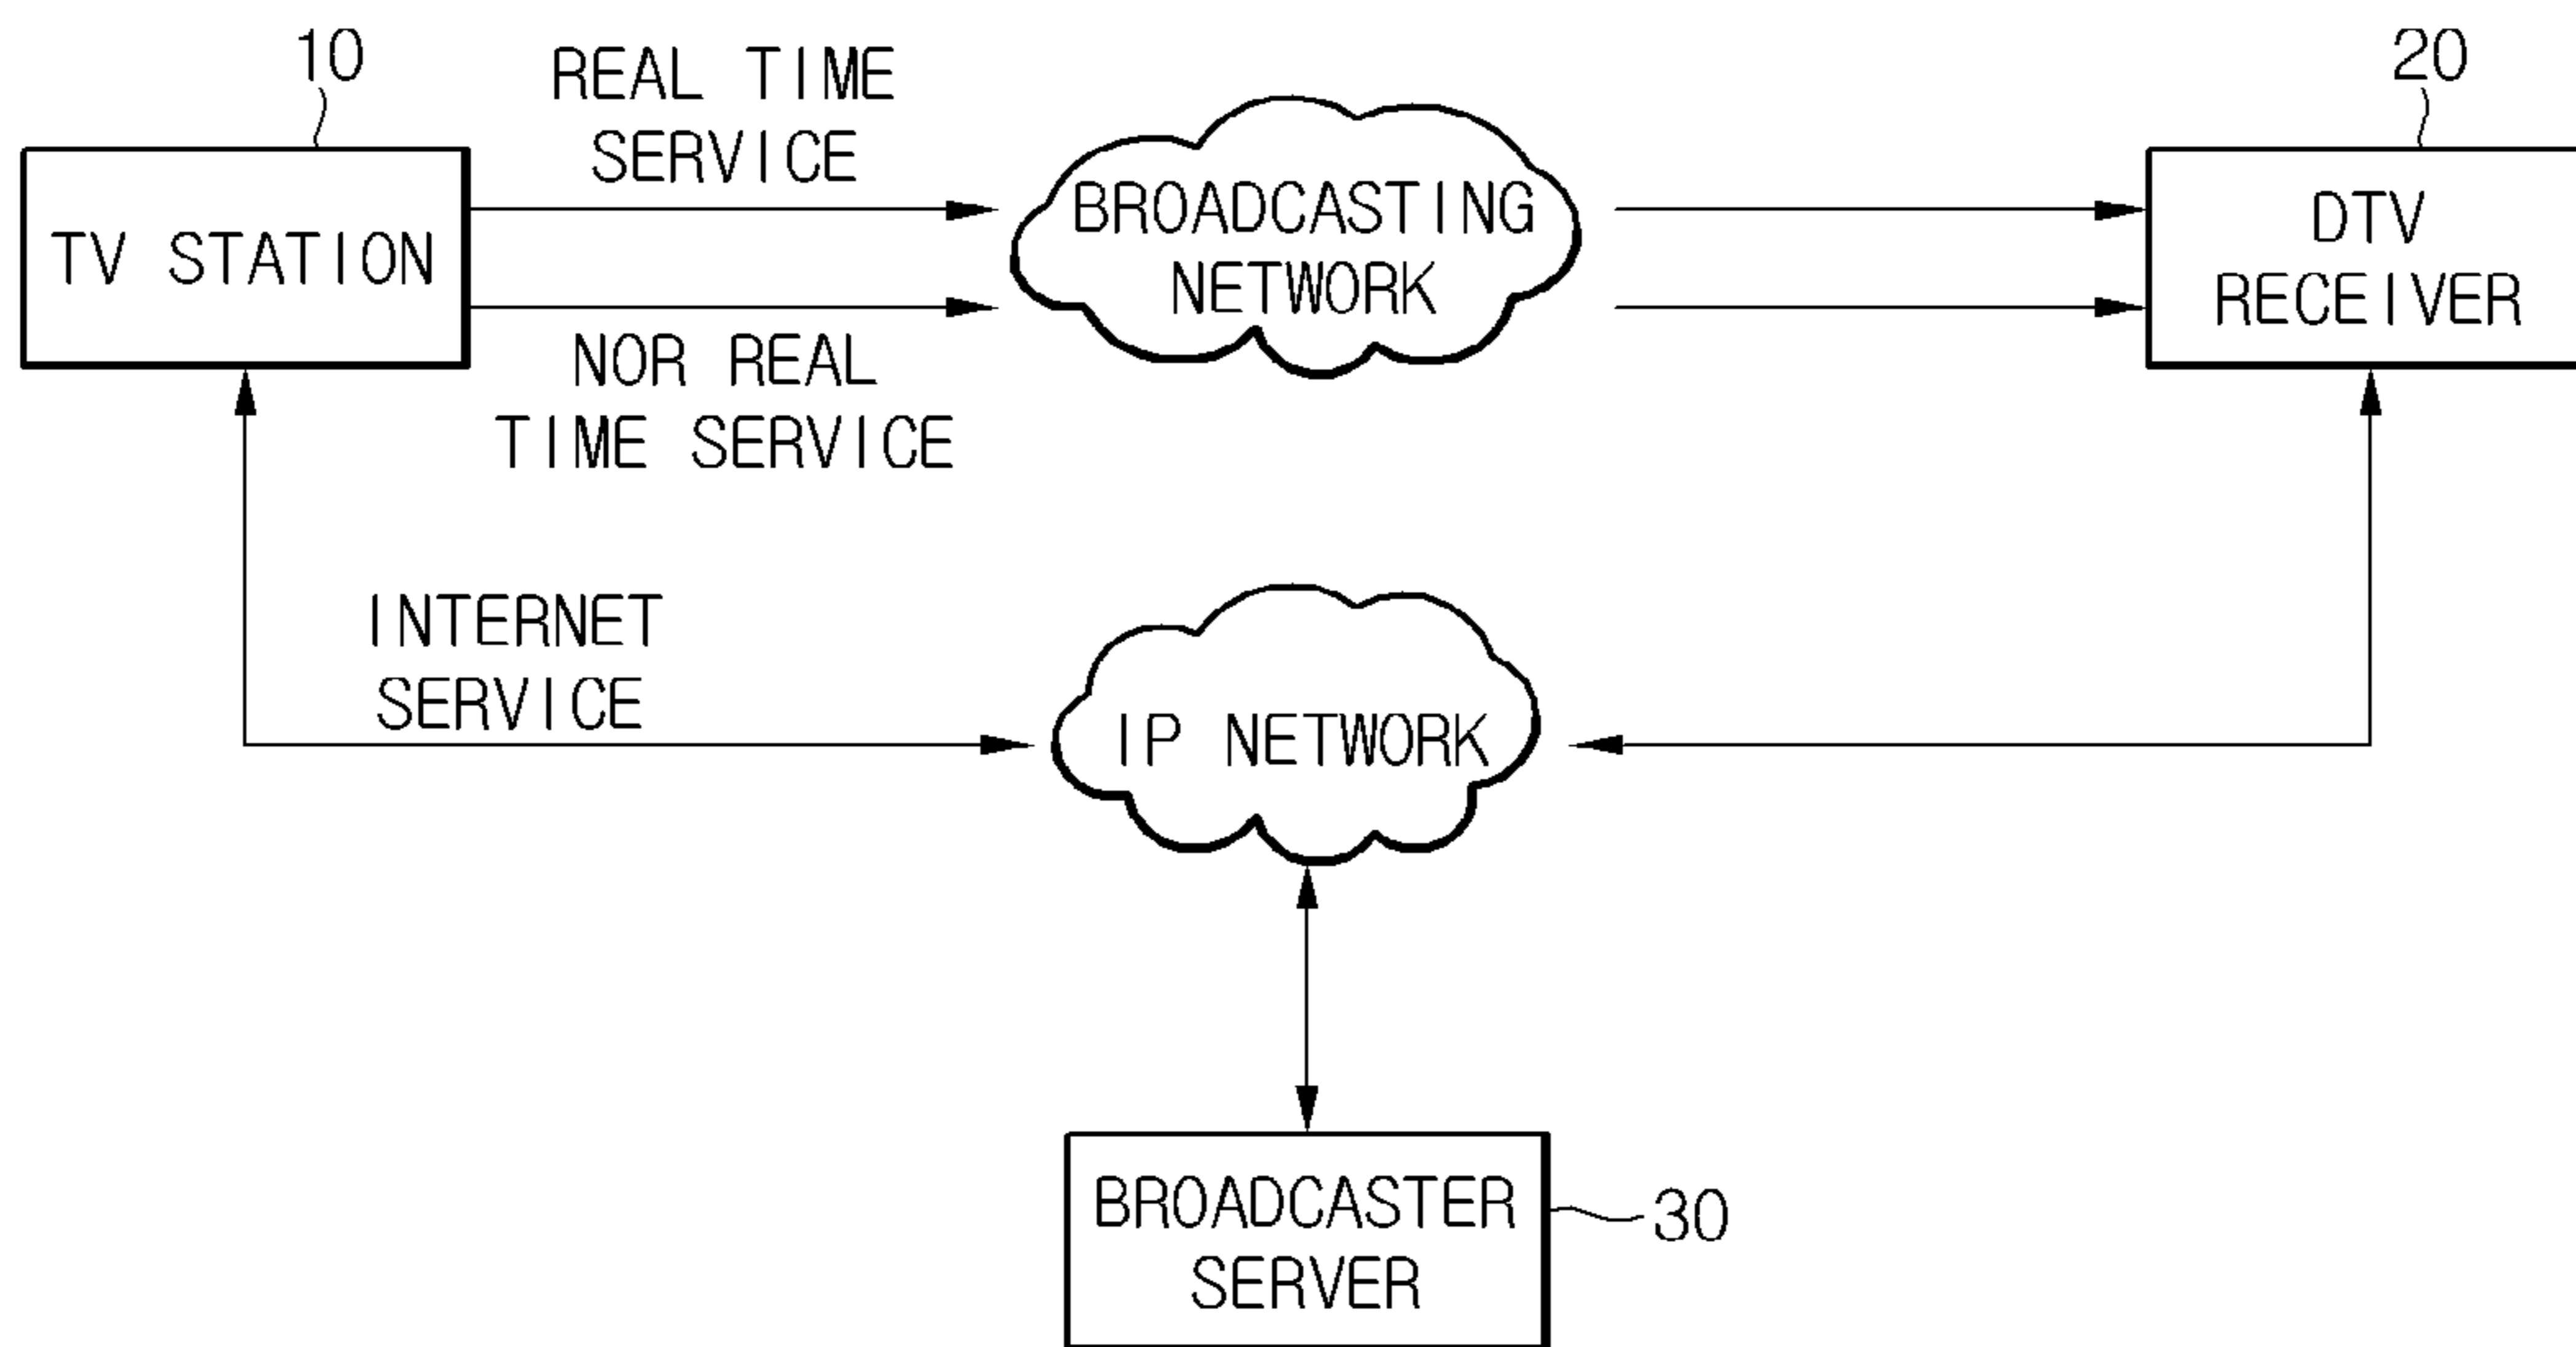 10
REAL TIME
SERVICE
20
TV STATION
BROADCASTING
NETWORK
DTV
RECEIVER
NOR REAL
TIME SERVICE
INTERNET
SERVICE
IP NETWORK
BROADCASTER
SERVER
30